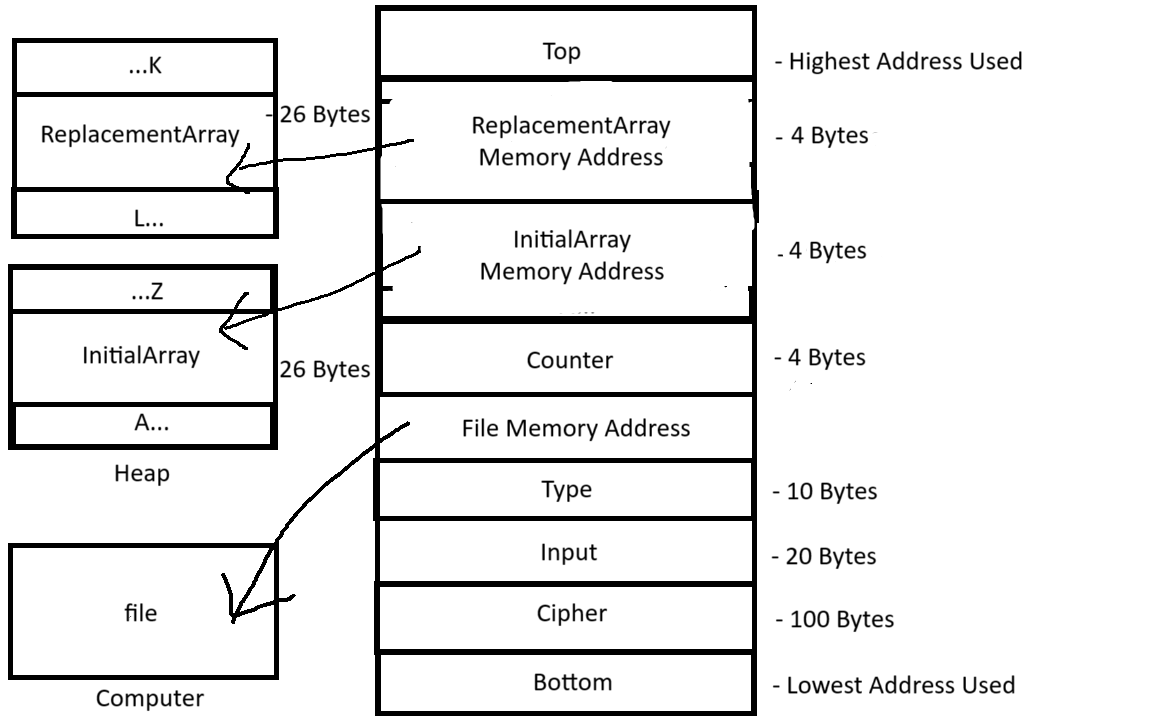 ...K
ReplacementArray
L...
- 26 Bytes
...Z
InitialArray
A...
26 Bytes
Heap
file
Computer
Top
- Highest Address Used
ReplacementArray
Memory Address
- 4 Bytes
InitialArray
Memory Address
- 4 Bytes
Counter
- 4 Bytes
File Memory Address
Type
- 10 Bytes
Input
- 20 Bytes
Cipher
- 100 Bytes
Bottom
- Lowest Address Used